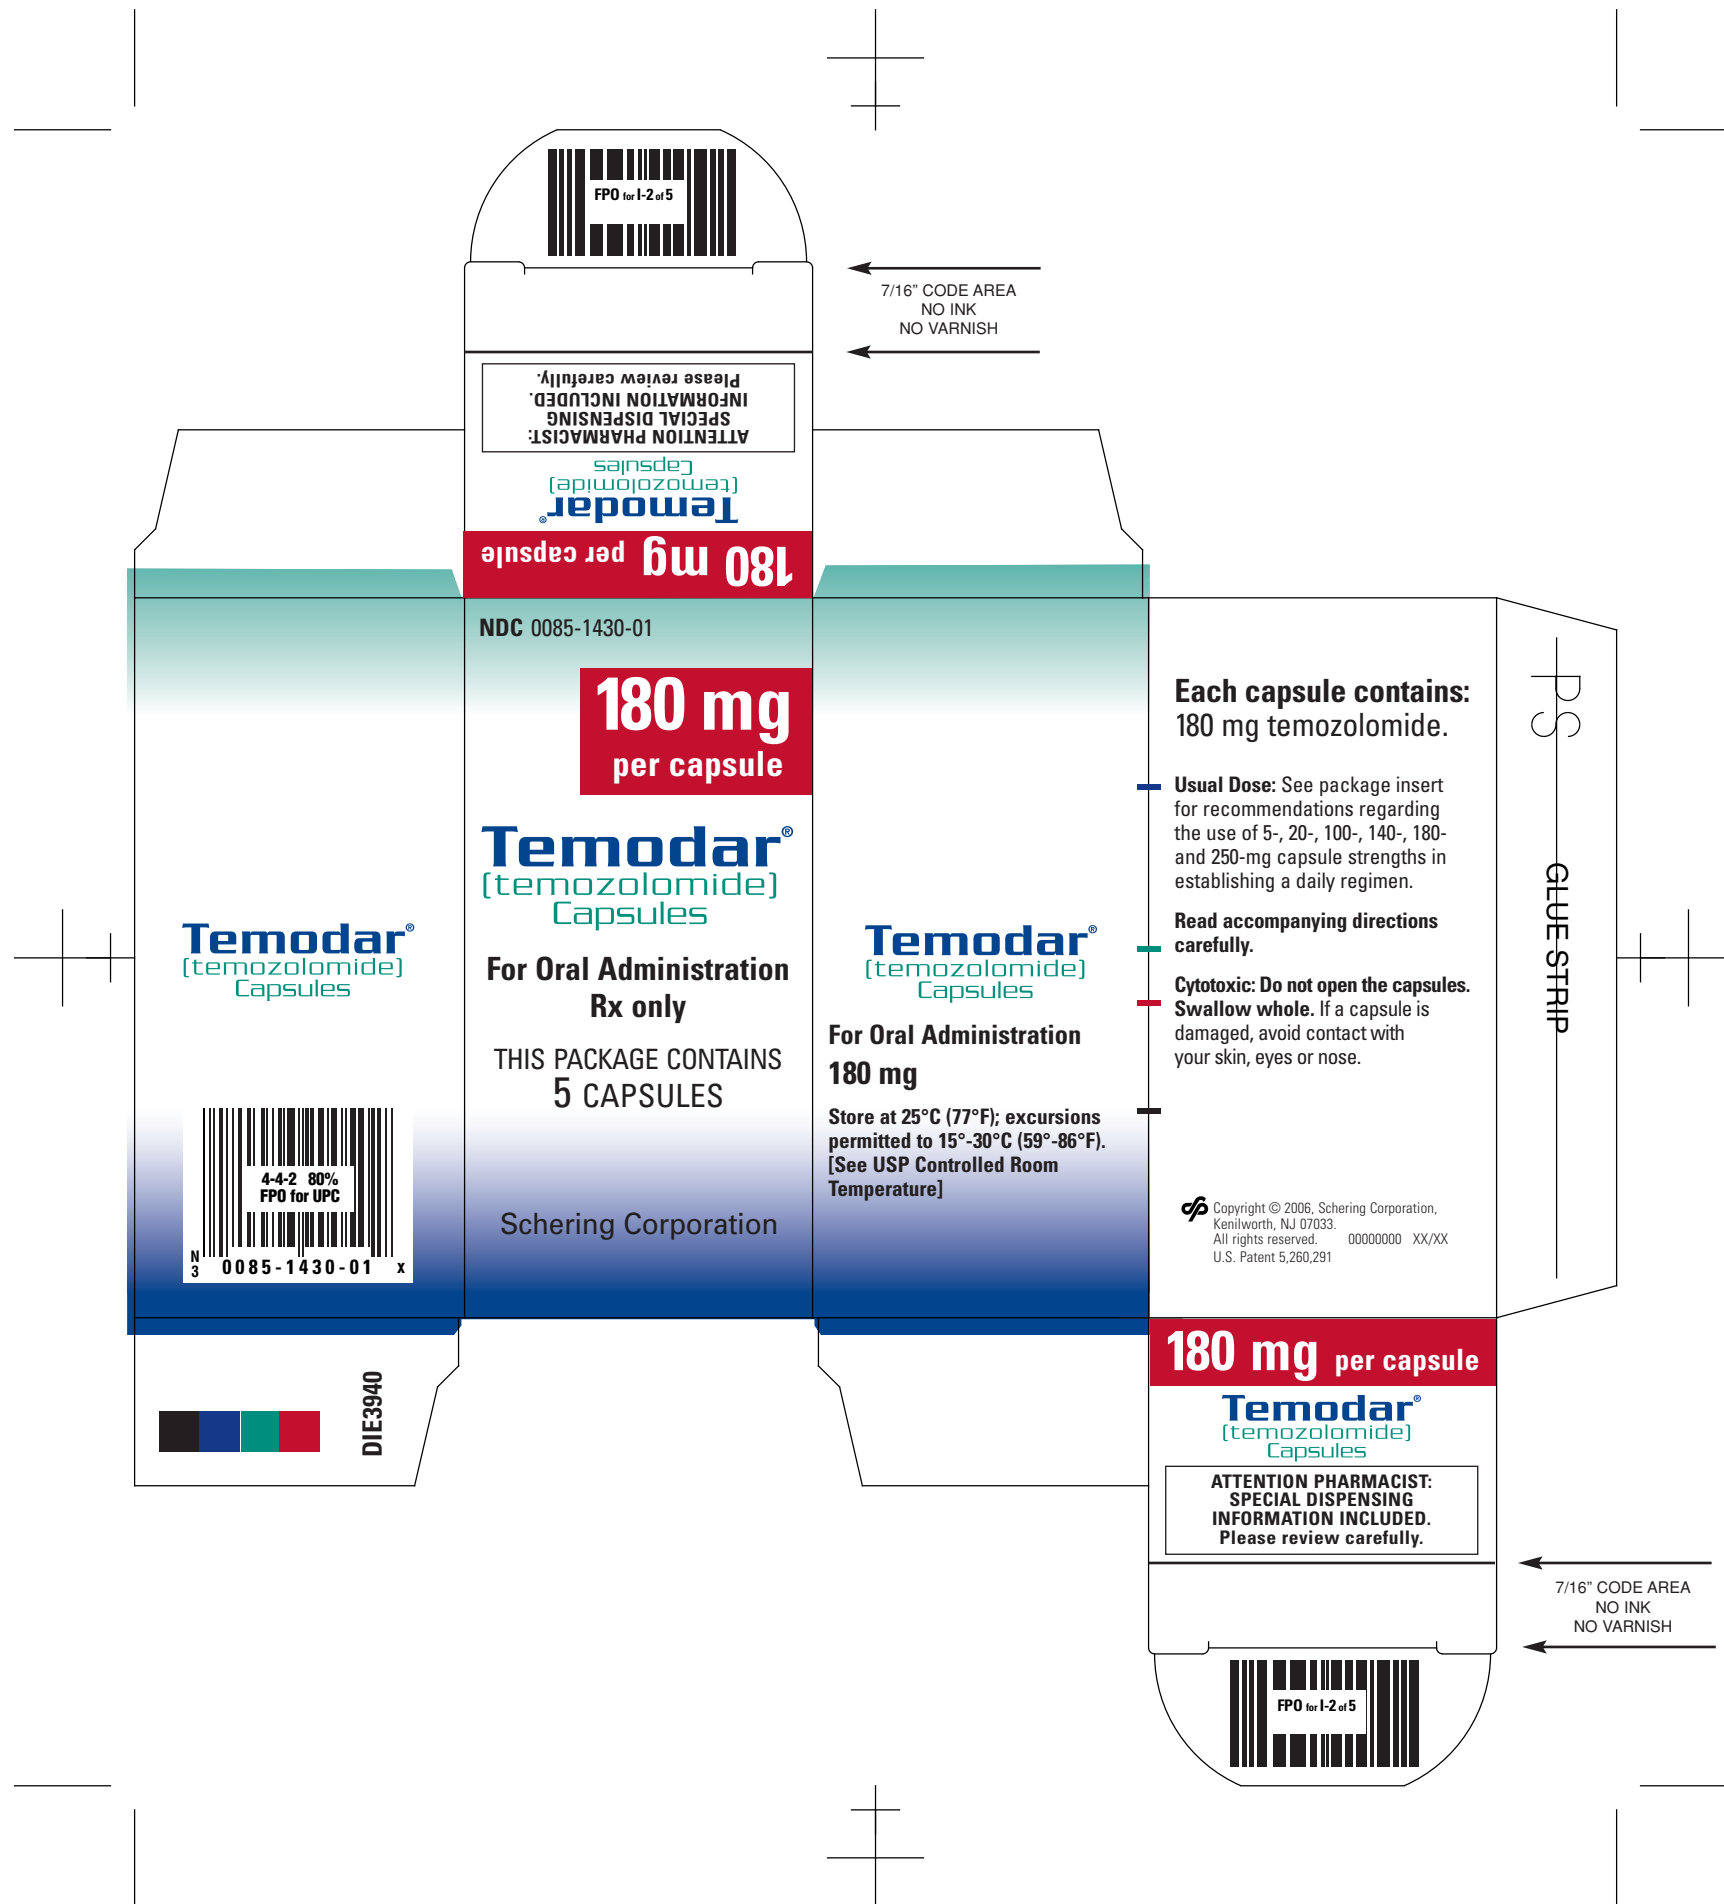 FPO for I-2 of 5
7/16” CODE AREA
NO INK
NO VARNISH
ATTENTION PHARMACIST:
SPECIAL DISPENSING
INFORMATION INCLUDED.
Please review carefully.
Temodar®
(temozolomide)
Capsules
180 mg per capsule
NDC 0085-1430-01
180 mg
per capsule
Temodar®
(temozolomide)
Capsules
For Oral Administration
Rx only
THIS PACKAGE CONTAINS
5 CAPSULES
Schering Corporation
Temodar®
(temozolomide)
Capsules
4-4-2 80%
FPO for UPC
N
3
0085-1430-01 x
Temodar®
(temozolomide)
Capsules
For Oral Administration
180 mg
Store at 25°C (77°F); excursions
permitted to 15°-30°C (59°-86°F).
[See USP Controlled Room
Temperature]
Each capsule contains:
180 mg temozolomide.
Usual Dose: See package insert
for recommendations regarding
the use of 5-, 20-, 100-, 140-, 180-
and 250-mg capsule strengths in
establishing a daily regimen.
Read accompanying directions
carefully.
Cytotoxic: Do not open the capsules.
Swallow whole. If a capsule is
damaged, avoid contact with
your skin, eyes or nose.
Copyright © 2006, Schering Corporation,
Kenilworth, NJ 07033.
All rights reserved. 00000000 XX/XX
U.S. Patent 5,260,291
PS
GLUE STRIP
DIE3940
180 mg per capsule
Temodar®
(temozolomide)
Capsules
ATTENTION PHARMACIST:
SPECIAL DISPENSING
INFORMATION INCLUDED.
Please review carefully.
7/16” CODE AREA
NO INK
NO VARNISH
FPO for I-2 of 5